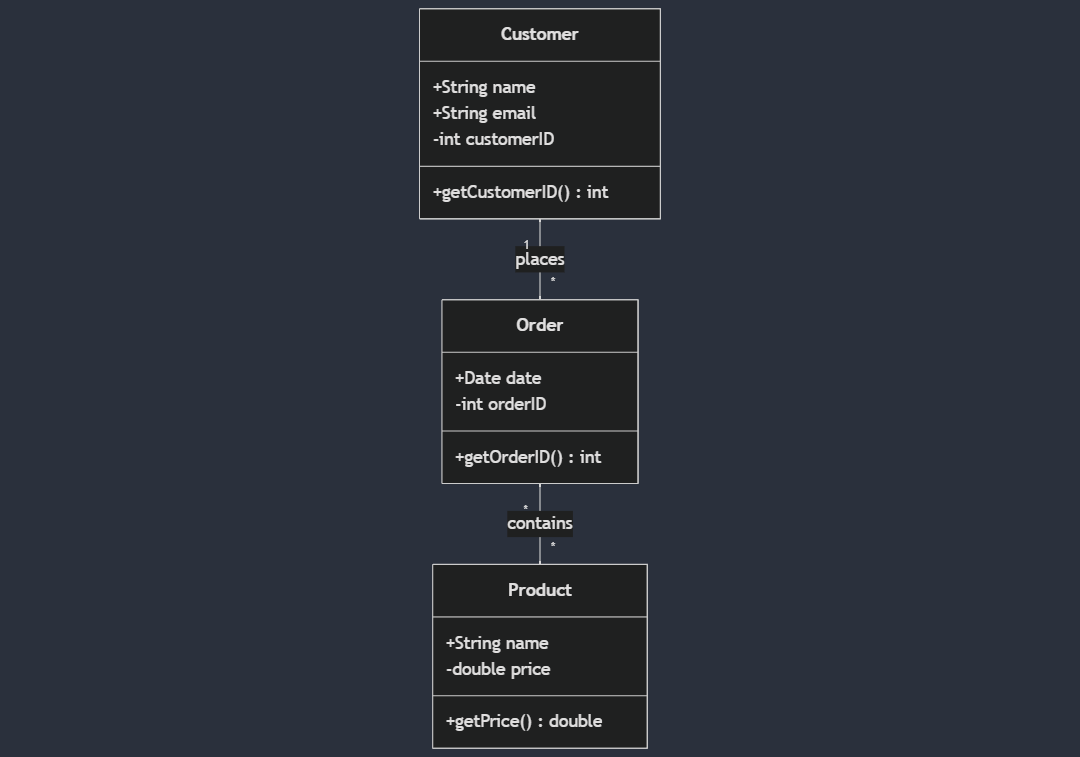 Customer
+String name
+String email
-int customerID
+getCustomerID() : int
1
places
*
Order
+Date date
-int orderID
+getOrderID() : int
*
contains
*
Product
+String name
-double price
+getPrice() : double